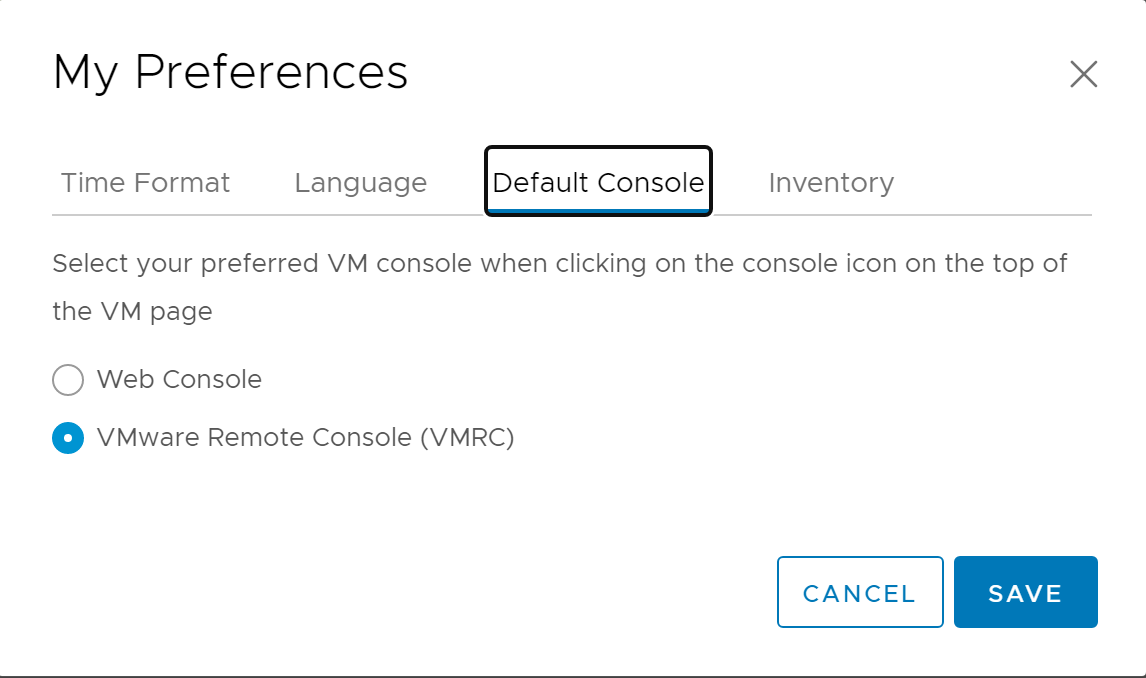 My Preferences
Time Format Language Default Console Inventory
Select your preferred VM console when clicking on the console icon on the top of
the VM page
Web Console
VMware Remote Console (VMRC)
CANCEL SAVE